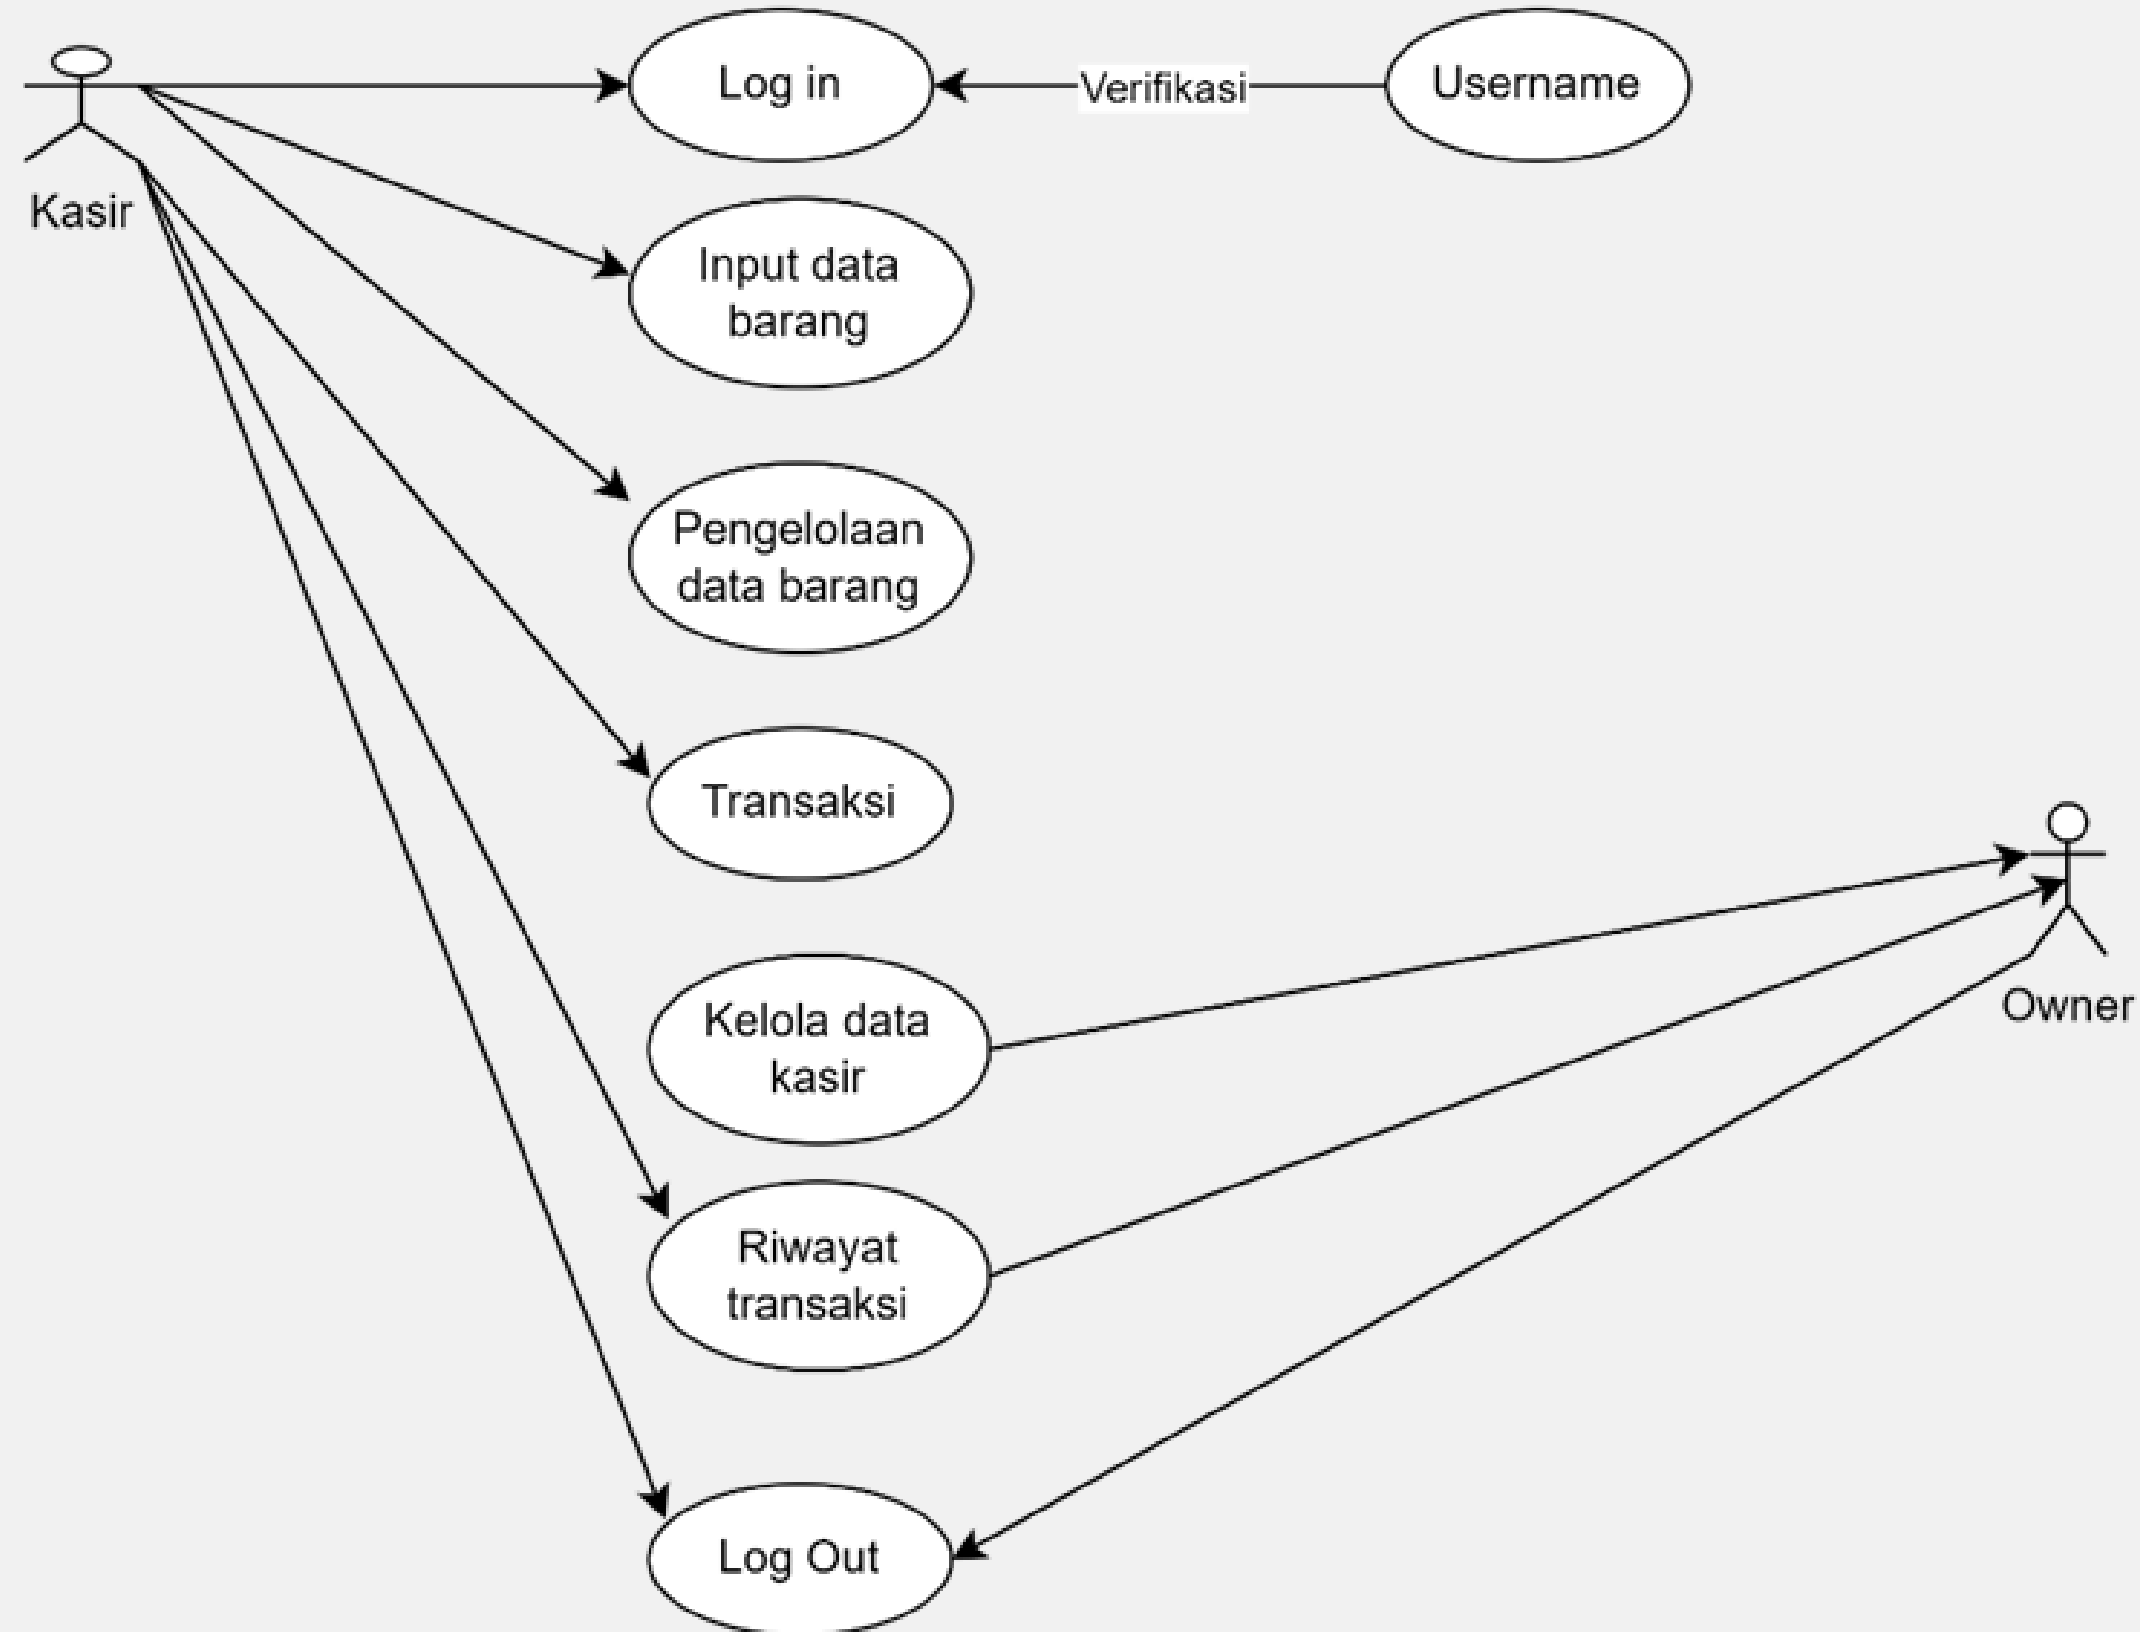 Log in
Verifikasi
Username
Kasir
Input data
barang
Pengelolaan
data barang
Transaksi
Kelola data
kasir
Owner
Riwayat
transaksi
Log Out